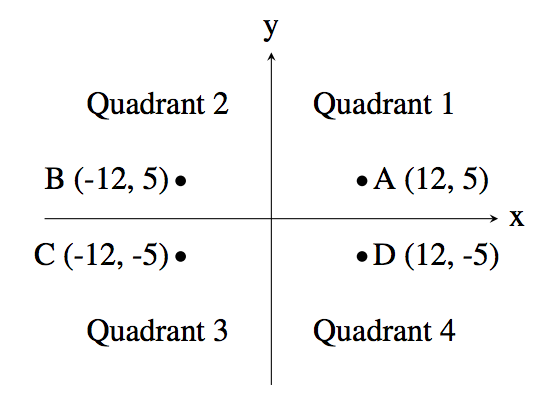 y
Quadrant 2 Quadrant 1
B (-12, 5) A (12, 5)
x
C (-12, -5) D (12, -5)
Quadrant 3 Quadrant 4